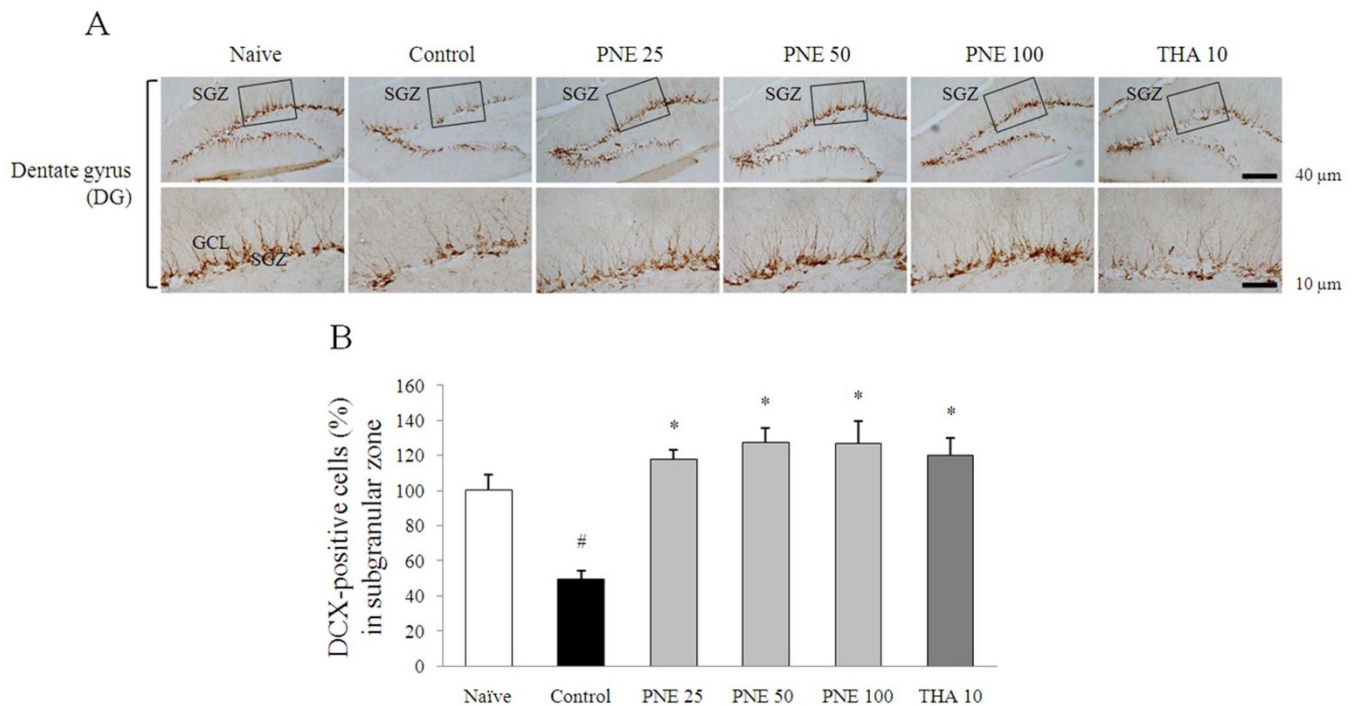 A
Naive Control PNE 25 PNE 50 PNE 100 THA 10
SGZ SGZ SGZ SGZ SGZ SGZ
Dentate gyrus
(DG)
40 µm
GCL
SGZ
10 µm
B
DCX-positive cells (%)
in subgranular zone
160
140
120
100
80
60
40
20
0
# * * * *
Naïve Control PNE 25 PNE 50 PNE 100 THA 10